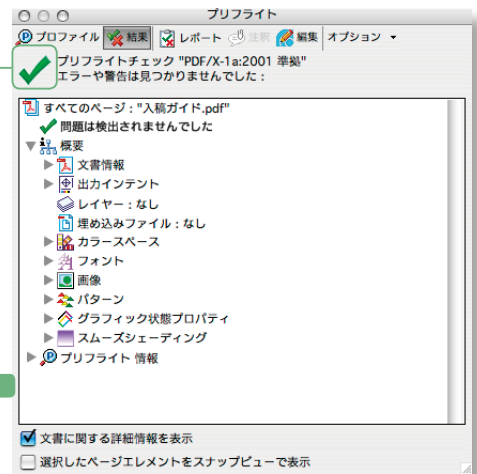 プリフライト
プロファイル 結果 レポート 注釈 編集 オプション
プリフライトチェック "PDF/X-1a:2001 準拠"
エラーや警告は見つかりませんでした：
すべてのページ："入稿ガイド.pdf"
問題は検出されませんでした
概要
文書情報
出力インテント
レイヤー：なし
埋め込みファイル：なし
カラースペース
フォント
画像
パターン
グラフィック状態プロパティ
スムーズシェーディング
プリフライト 情報
文書に関する詳細情報を表示
選択したページエレメントをスナップビューで表示